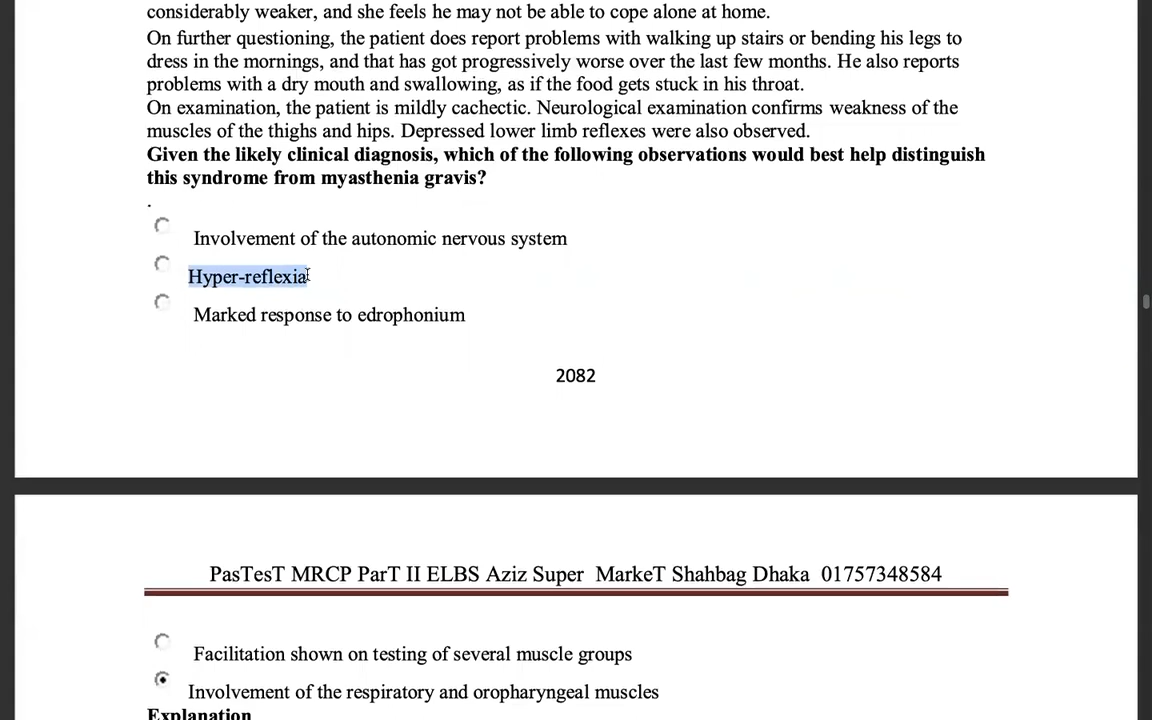 considerably weaker, and she feels he may not be able to cope alone at home.
On further questioning, the patient does report problems with walking up stairs or bending his legs to
dress in the mornings, and that has got progressively worse over the last few months. He also reports
problems with a dry mouth and swallowing, as if the food gets stuck in his throat.
On examination, the patient is mildly cachectic. Neurological examination confirms weakness of the
muscles of the thighs and hips. Depressed lower limb reflexes were also observed.
Given the likely clinical diagnosis, which of the following observations would best help distinguish
this syndrome from myasthenia gravis?
.
Involvement of the autonomic nervous system
Hyper-reflexia
Marked response to edrophonium
2082
PasTesT MRCP ParT II ELBS Aziz Super MarkeT Shahbag Dhaka 01757348584
Facilitation shown on testing of several muscle groups
Involvement of the respiratory and oropharyngeal muscles
Explanation